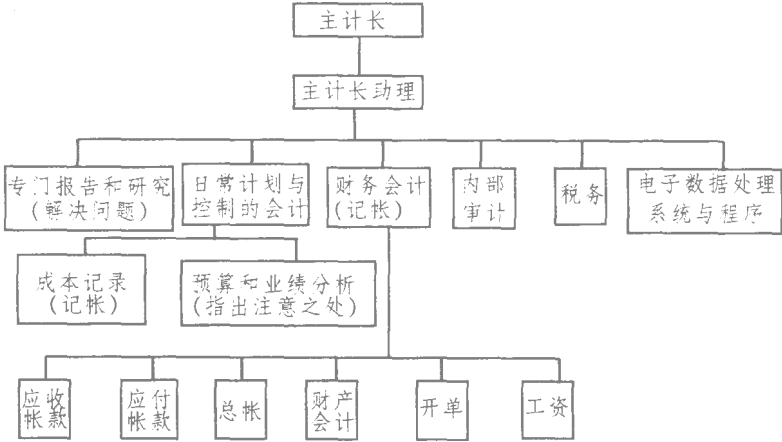 主计长
主计长助理
专门报告和研究
(解决问题)
日常计划与
控制的会计
财务会计
(记帐)
内部
审计
税务
电子数据处理
系统与程序
成本记录
(记帐)
预算和业绩分析
(指出注意之处)
应收
帐款
应付
帐款
总帐
财产
会计
开单
工资